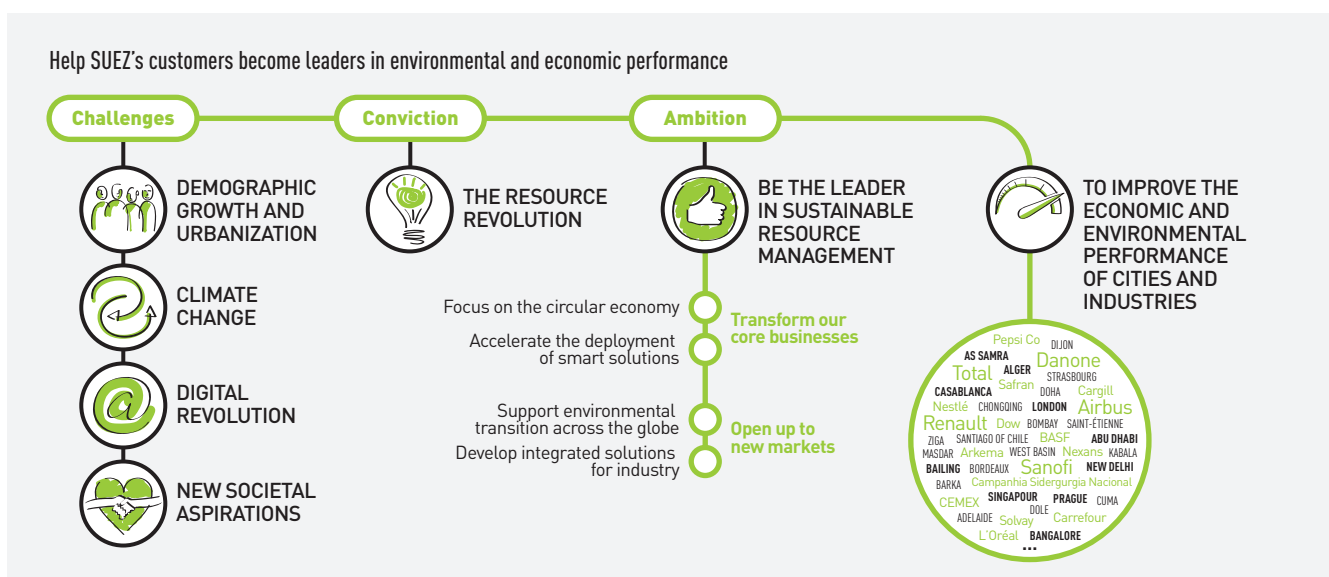 Help SUEZ's customers become leaders in environmental and economic performance
Challenges
Conviction
Ambition
DEMOGRAPHIC
GROWTH AND
URBANIZATION
CLIMATE
CHANGE
@
DIGITAL
REVOLUTION
NEW SOCIETAL
ASPIRATIONS
THE RESOURCE
REVOLUTION
BE THE LEADER
IN SUSTAINABLE
RESOURCE
MANAGEMENT
Focus on the circular economy
Accelerate the deployment
of smart solutions
Transform our
core businesses
Support environmental
transition across the globe
Develop integrated solutions
for industry
Open up to
new markets
TO IMPROVE THE
ECONOMIC AND
ENVIRONMENTAL
PERFORMANCE
OF CITIES AND
INDUSTRIES
Pepsi Co DIJON
AS SAMRA Danone
Total ALGER STRASBOURG
CASABLANCA Safran DOHA Cargill
Nestlé CHONGQING LONDON Airbus
Renault Dow BOMBAY SAINT-ÉTIENNE
ZIGA SANTIAGO OF CHILE BASF ABU DHABI
MASDAR Arkema WEST BASIN Nexans KABALA
BAILING BORDEAUX Sanofi NEW DELHI
BARKA Campanhia Sidergurgia Nacional
CEMEX SINGAPOUR PRAGUE CUMA
DOLE
ADELAIDE Solvay Carrefour
L'Oréal BANGALORE
...